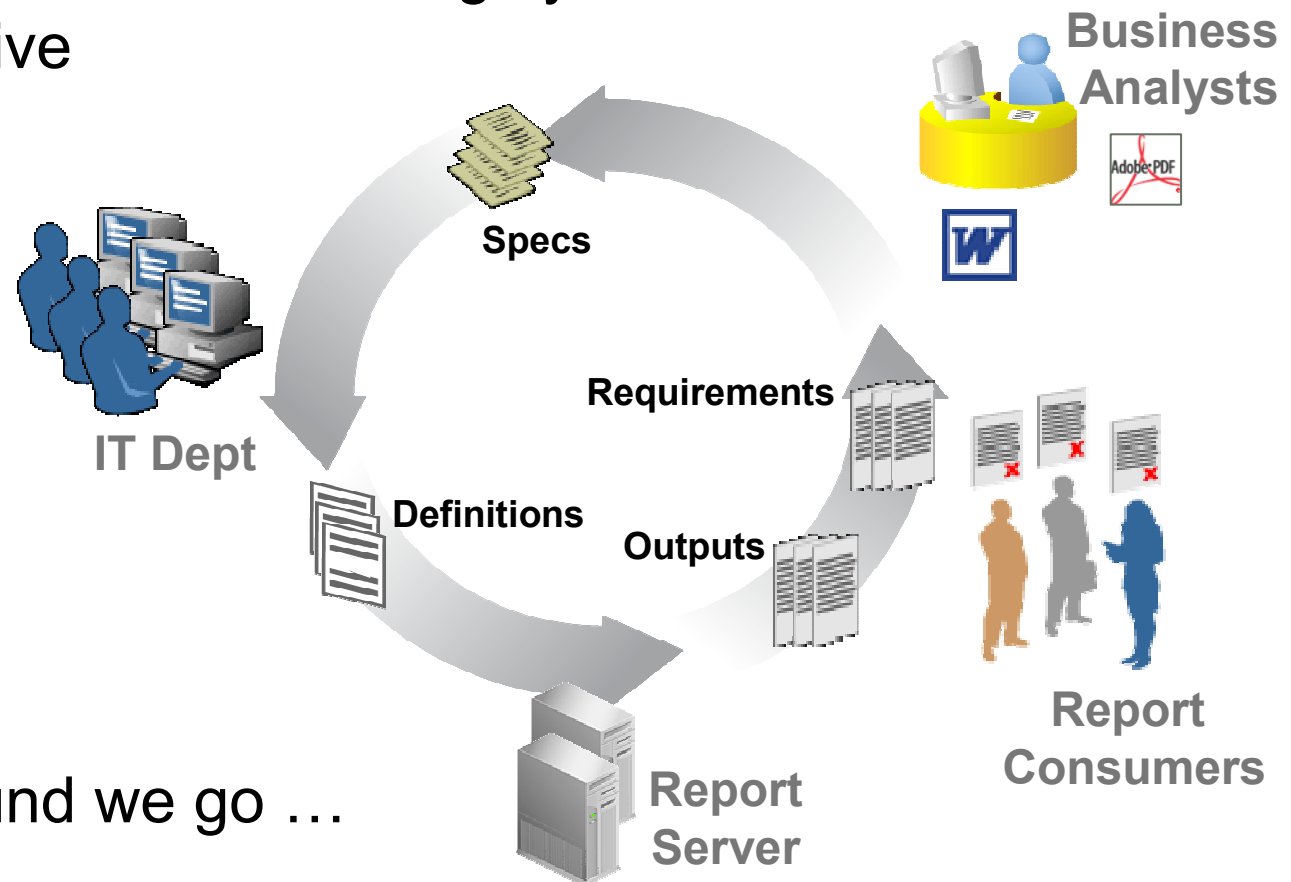 ive
Business
Analysts
Adobe PDF
W
Specs
Requirements
IT Dept
Definitions
Outputs
Report
Consumers
Report
Server
und we go …